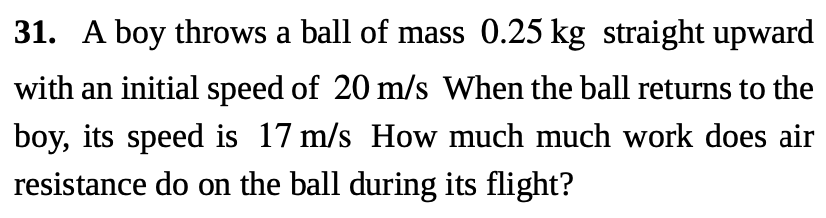 31. A boy throws a ball of mass 0.25 kg straight upward
with an initial speed of 20 m/s When the ball returns to the
boy, its speed is 17 m/s How much much work does air
resistance do on the ball during its flight?